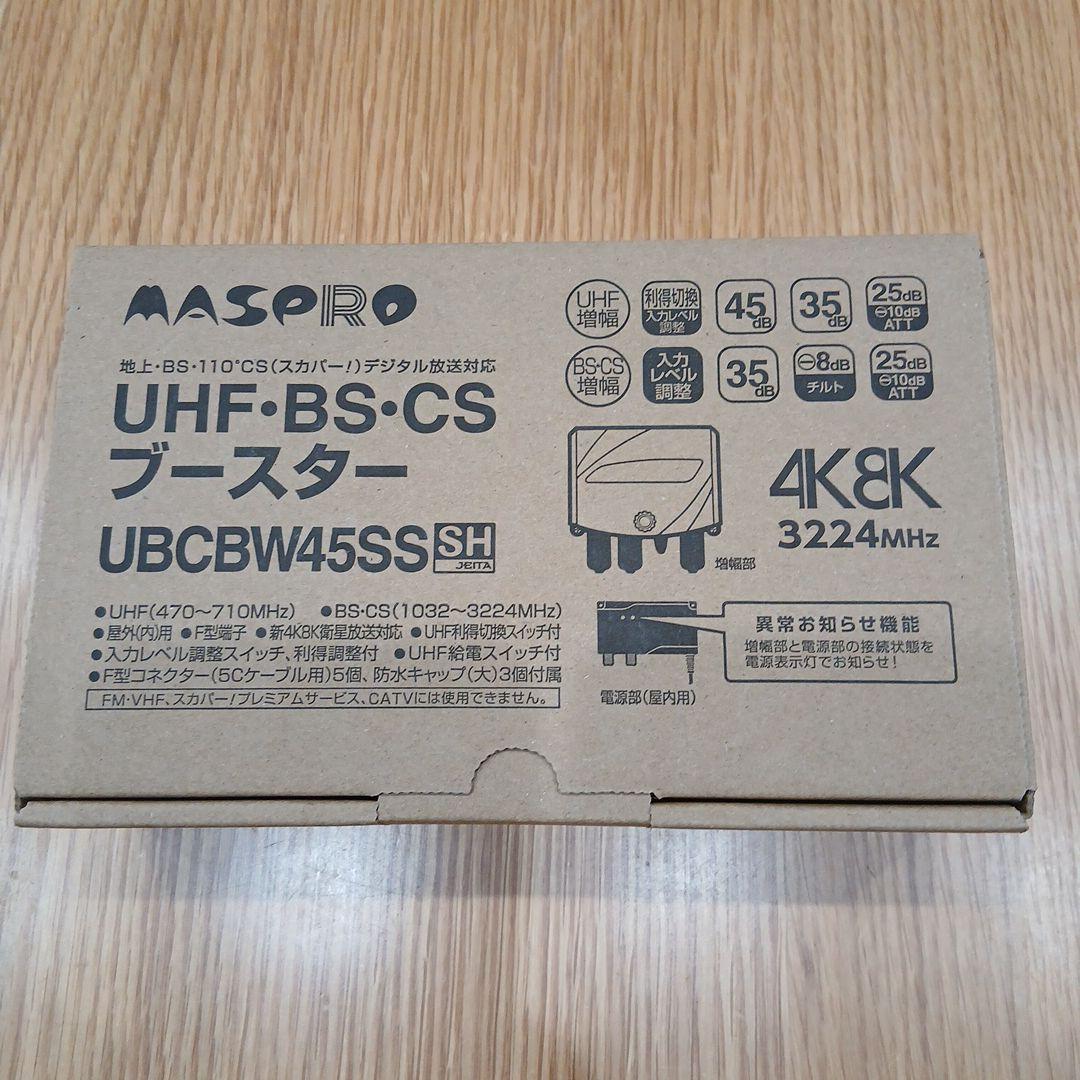 MASPRO
地上・BS・110°CS(スカパー!)デジタル放送対応
UHF・BS・CS
ブースター
UBCBW45SS SH
JEITA
●UHF(470～710MHz) ●BS・CS(1032～3224MHz)
●屋外(内)用 ●F型端子 ●新4K8K衛星放送対応 ●UHF利得切換スイッチ付
●入力レベル調整スイッチ、利得調整付 ●UHF給電スイッチ付
●F型コネクター(5Cケーブル用)5個、防水キャップ(大)3個付属
FM・VHF、スカパー!プレミアムサービス、CATVには使用できません。
UHF
増幅
利得切換
入力レベル
調整
45dB
35dB
25dB
⊖10dB
ATT
BS・CS
増幅
入力
レベル
調整
35dB
⊖8dB
チルト
25dB
⊖10dB
ATT
増幅部
4K8K
3224MHz
電源部(屋内用)
異常お知らせ機能
増幅部と電源部の接続状態を
電源表示灯でお知らせ!